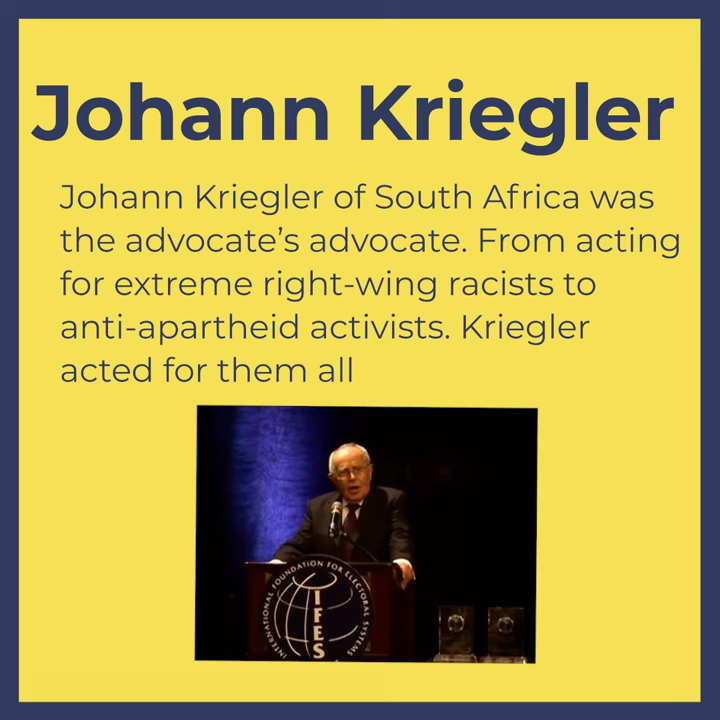 Johann Kriegler
Johann Kriegler of South Africa was
the advocate’s advocate. From acting
for extreme right-wing racists to
anti-apartheid activists. Kriegler
acted for them all
INTERNATIONAL FOUNDATION FOR ELECTORAL SYSTEMS
IFES